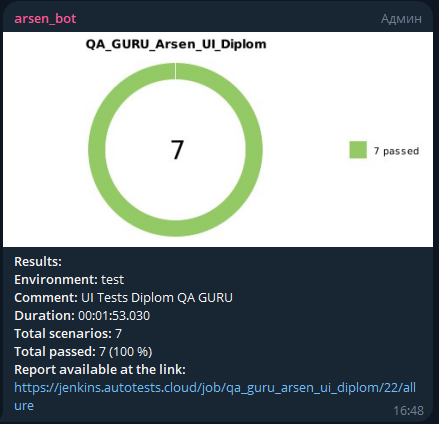 arsen_bot Админ
QA_GURU_Arsen_UI_Diplom
7
7 passed
Results:
Environment: test
Comment: UI Tests Diplom QA GURU
Duration: 00:01:53.030
Total scenarios: 7
Total passed: 7 (100 %)
Report available at the link:
https://jenkins.autotests.cloud/job/qa_guru_arsen_ui_diplom/22/all
ure
16:48